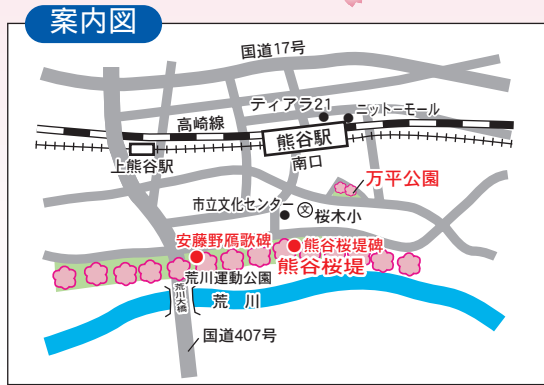 案内図
国道17号
ティアラ21
ニットーモール
高崎線
熊谷駅
上熊谷駅
南口
万平公園
市立文化センター
文
桜木小
安藤野雁歌碑
熊谷桜堤碑
熊谷桜堤
荒川運動公園
荒川大橋
荒川
国道407号